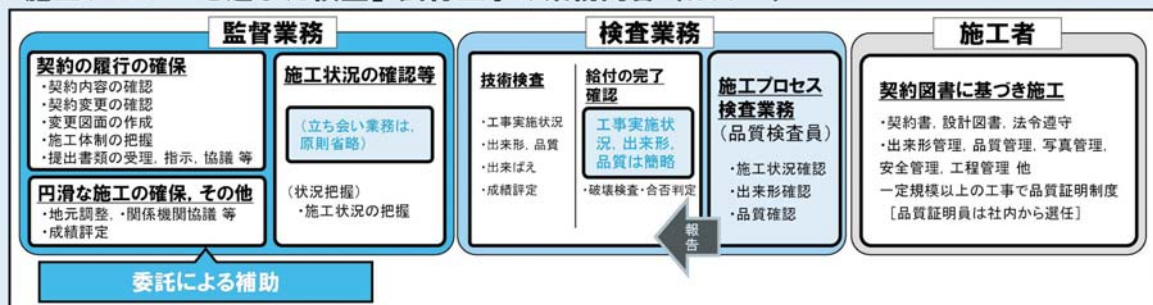 監督業務
契約の履行の確保
・契約内容の確認
・契約変更の確認
・変更図面の作成
・施工体制の把握
・提出書類の受理, 指示, 協議 等
円滑な施工の確保, その他
・地元調整, ・関係機関協議 等
・成績評定
施工状況の確認等
(立ち会い業務は,
原則省略)
(状況把握)
・施工状況の把握
委託による補助
検査業務
技術検査
・工事実施状況
・出来形, 品質
・出来ばえ
・成績評定
給付の完了
確認
工事実施状
況, 出来形,
品質は簡略
・破壊検査・合否判定
施工プロセス
検査業務
(品質検査員)
・施工状況確認
・出来形確認
・品質確認
報告
施工者
契約図書に基づき施工
・契約書, 設計図書, 法令遵守
・出来形管理, 品質管理, 写真管理,
安全管理, 工程管理 他
一定規模以上の工事で品質証明制度
[品質証明員は社内から選任]